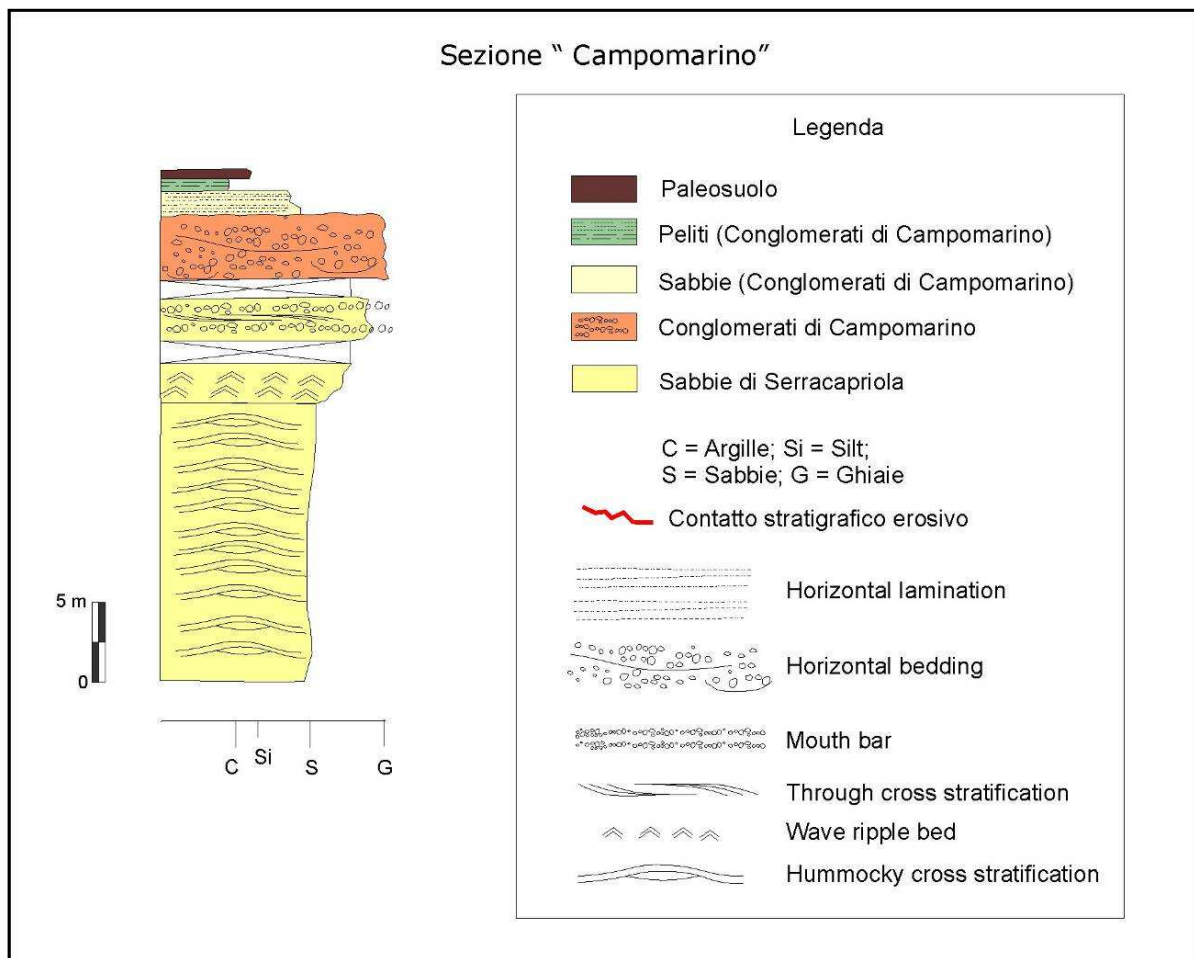 Sezione “ Campomarino”
Legenda
Paleosuolo
Peliti (Conglomerati di Campomarino)
Sabbie (Conglomerati di Campomarino)
Conglomerati di Campomarino
Sabbie di Serracapriola
C = Argille; Si = Silt;
S = Sabbie; G = Ghiaie
Contatto stratigrafico erosivo
Horizontal lamination
Horizontal bedding
Mouth bar
Through cross stratification
Wave ripple bed
Hummocky cross stratification
5 m
0
C Si S G